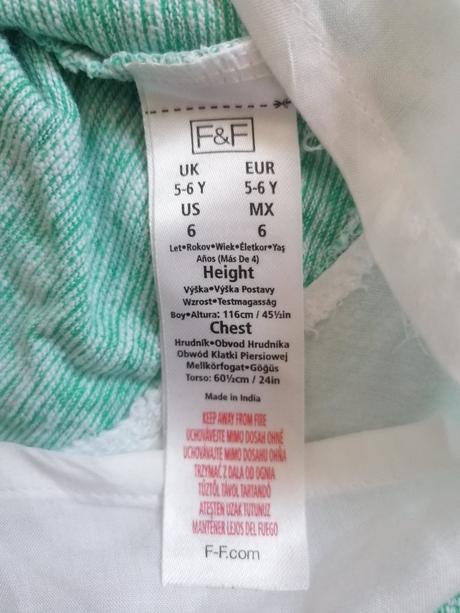 F&F
UK EUR
5-6 Y 5-6 Y
US MX
6 6
Let•Rokov•Wiek•Életkor•Yaş
Años (Más De 4)
Height
Výška•Výška Postavy
Wzrost•Testmagasság
Boy•Altura: 116cm / 45½in
Chest
Hrudník•Obvod Hrudníka
Obwód Klatki Piersiowej
Mellkörfogat•Göğüs
Torso: 60½cm / 24in
Made in India
KEEP AWAY FROM FIRE
UCHOVÁVEJTE MIMO DOSAH OHNĚ
UCHOVÁVAJTE MIMO DOSAHU OHŇA
TRZYMAĆ Z DALA OD OGNIA
TŰZTŐL TÁVOL TARTANDÓ
ATEŞTEN UZAK TUTUNUZ
MANTENER LEJOS DEL FUEGO
F-F.com